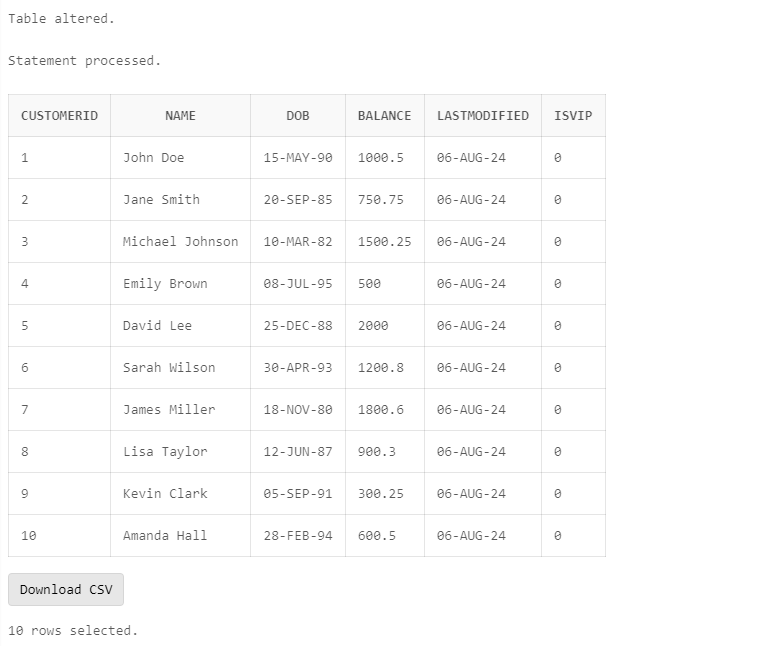 Table altered.
Statement processed.
CUSTOMERID NAME DOB BALANCE LASTMODIFIED ISVIP
1 John Doe 15-MAY-90 1000.5 06-AUG-24 0
2 Jane Smith 20-SEP-85 750.75 06-AUG-24 0
3 Michael Johnson 10-MAR-82 1500.25 06-AUG-24 0
4 Emily Brown 08-JUL-95 500 06-AUG-24 0
5 David Lee 25-DEC-88 2000 06-AUG-24 0
6 Sarah Wilson 30-APR-93 1200.8 06-AUG-24 0
7 James Miller 18-NOV-80 1800.6 06-AUG-24 0
8 Lisa Taylor 12-JUN-87 900.3 06-AUG-24 0
9 Kevin Clark 05-SEP-91 300.25 06-AUG-24 0
10 Amanda Hall 28-FEB-94 600.5 06-AUG-24 0
Download CSV
10 rows selected.